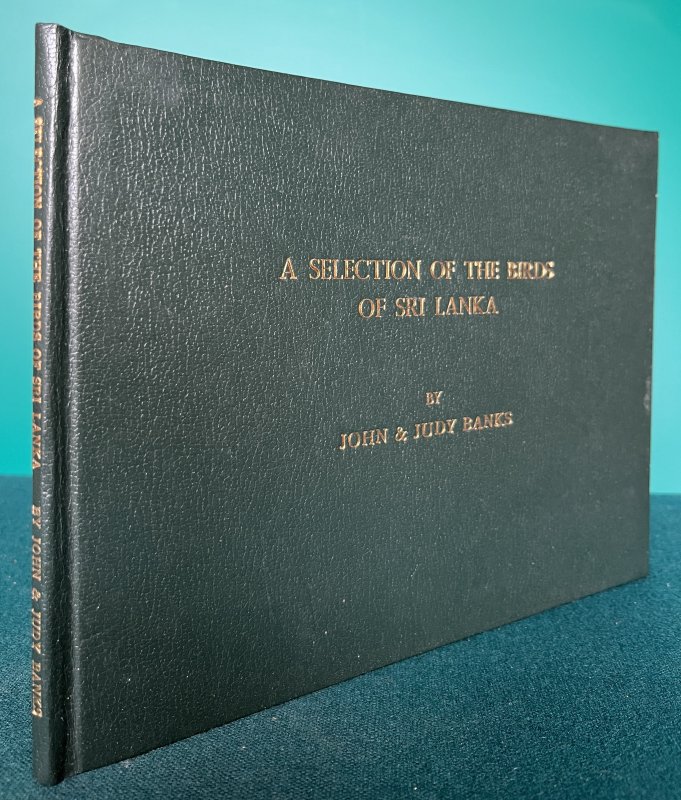 A SELECTION OF THE BIRDS
OF SRI LANKA
BY
JOHN & JUDY BANKS
A SELECTION OF THE BIRDS OF SRI LANKA BY JOHN & JUDY BANKS